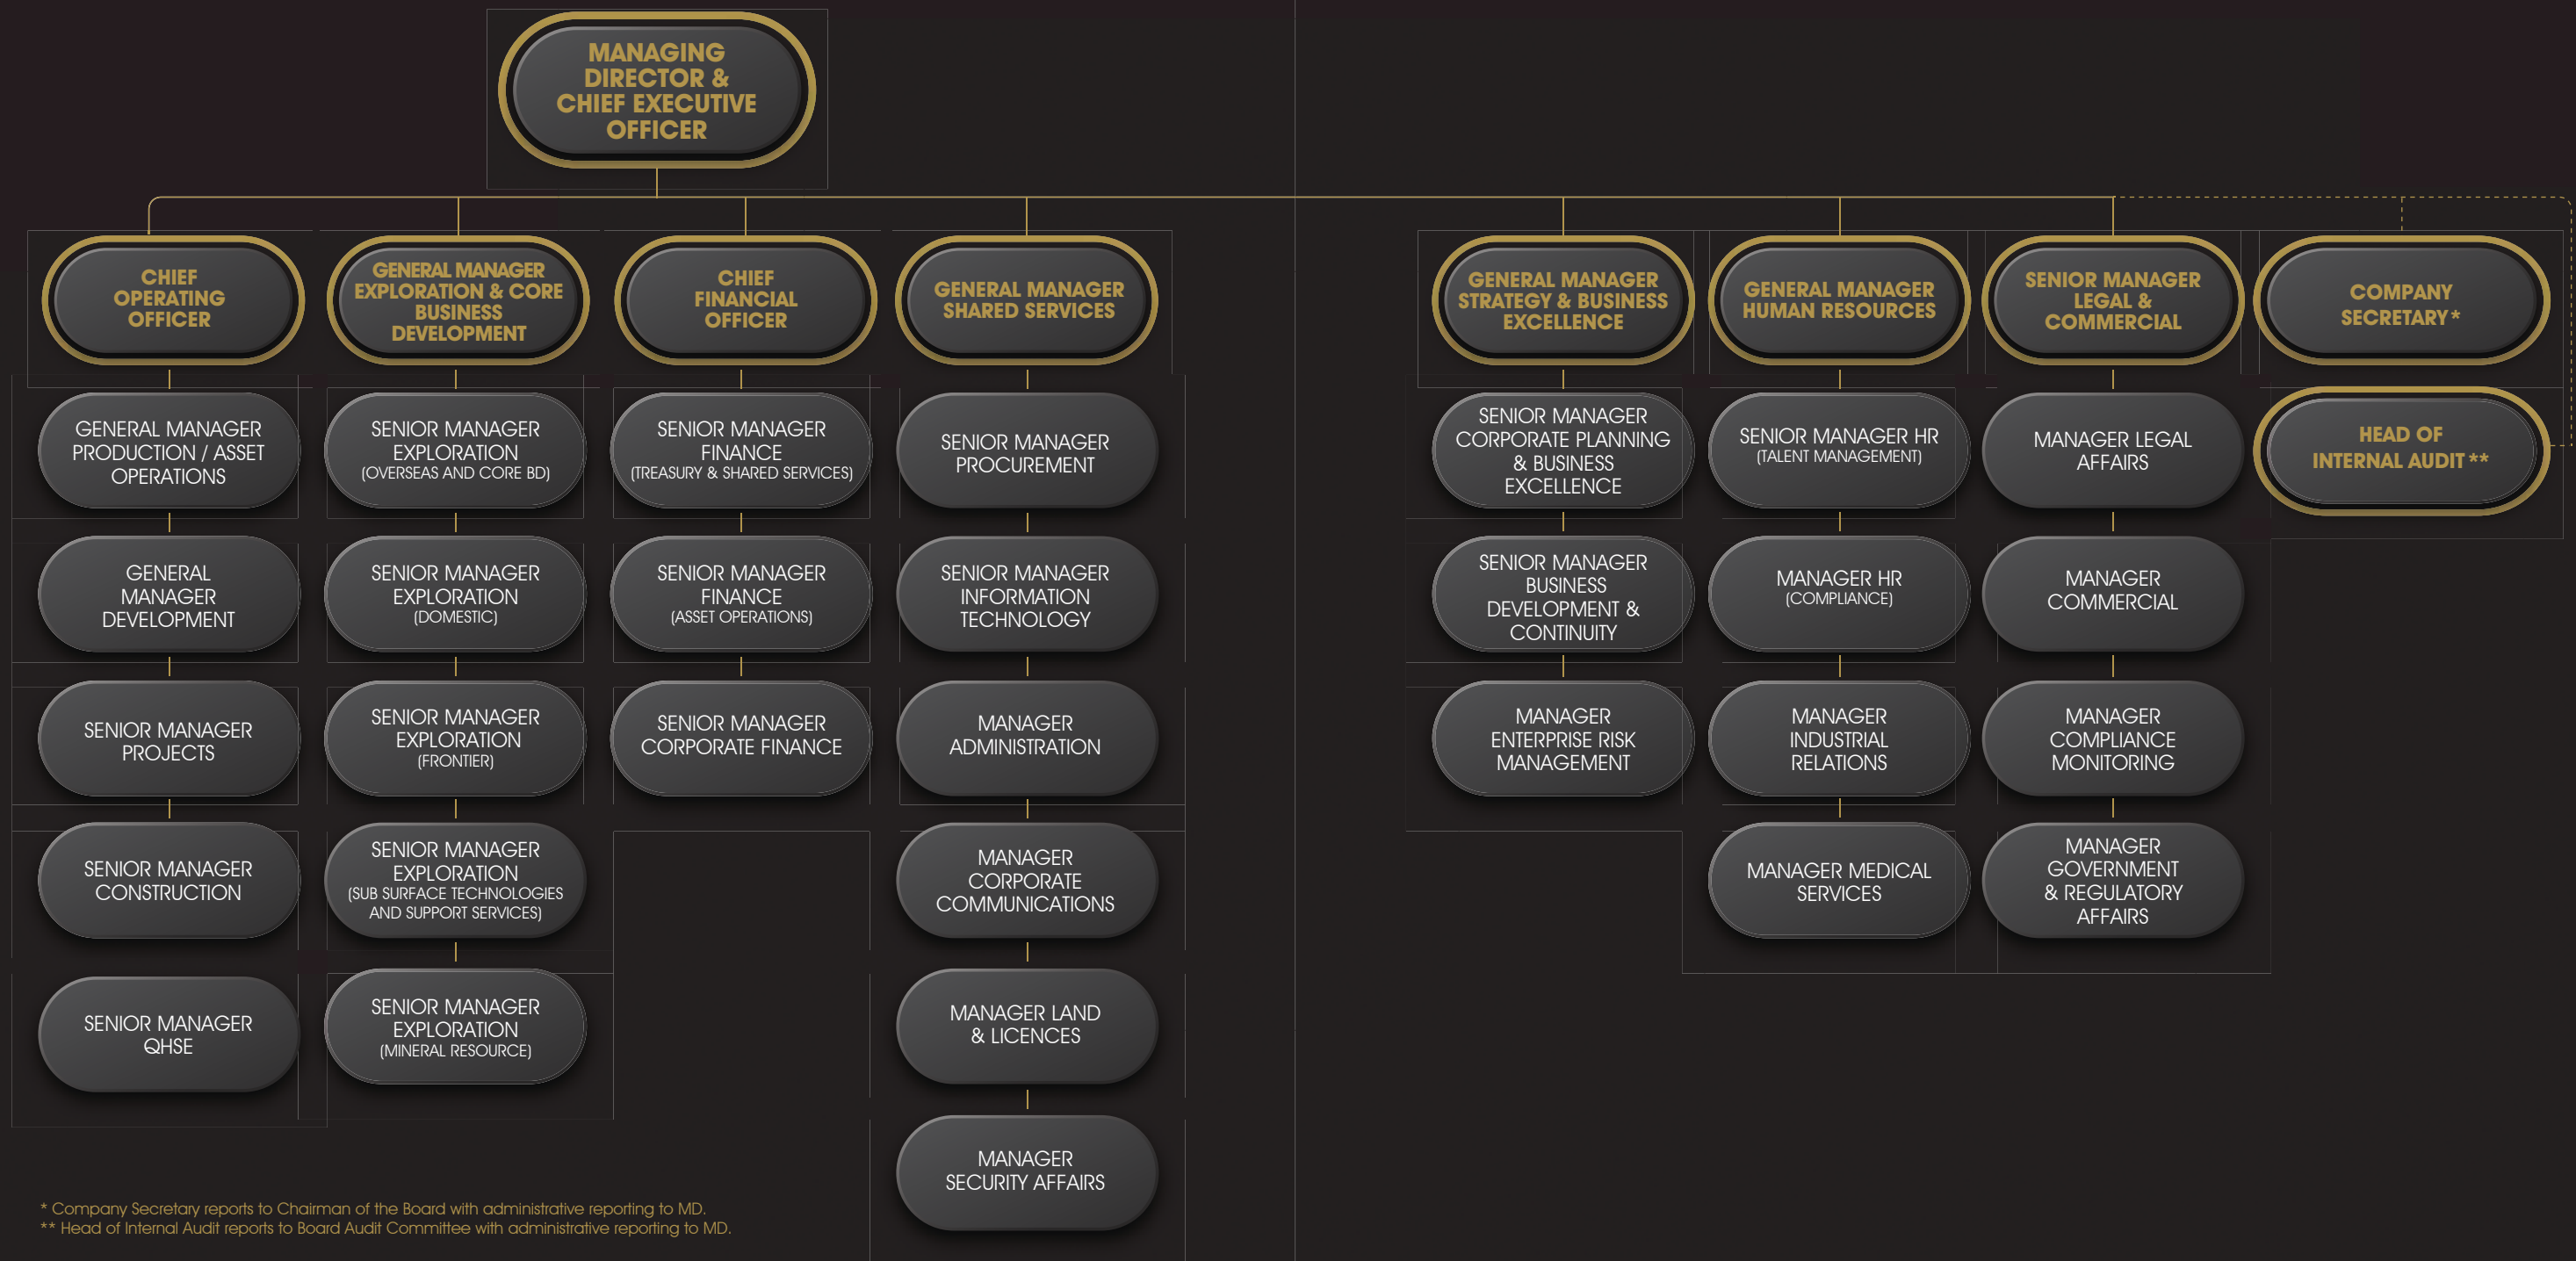 MANAGING
DIRECTOR &
CHIEF EXECUTIVE
OFFICER
CHIEF
OPERATING
OFFICER
GENERAL MANAGER
EXPLORATION & CORE
BUSINESS
DEVELOPMENT
CHIEF
FINANCIAL
OFFICER
GENERAL MANAGER
SHARED SERVICES
GENERAL MANAGER
STRATEGY & BUSINESS
EXCELLENCE
GENERAL MANAGER
HUMAN RESOURCES
SENIOR MANAGER
LEGAL &
COMMERCIAL
COMPANY
SECRETARY*
GENERAL MANAGER
PRODUCTION / ASSET
OPERATIONS
SENIOR MANAGER
EXPLORATION
(OVERSEAS AND CORE BD)
SENIOR MANAGER
FINANCE
(TREASURY & SHARED SERVICES)
SENIOR MANAGER
PROCUREMENT
SENIOR MANAGER
CORPORATE PLANNING
& BUSINESS
EXCELLENCE
SENIOR MANAGER HR
(TALENT MANAGEMENT)
MANAGER LEGAL
AFFAIRS
HEAD OF
INTERNAL AUDIT**
GENERAL
MANAGER
DEVELOPMENT
SENIOR MANAGER
EXPLORATION
(DOMESTIC)
SENIOR MANAGER
FINANCE
(ASSET OPERATIONS)
SENIOR MANAGER
INFORMATION
TECHNOLOGY
SENIOR MANAGER
BUSINESS
DEVELOPMENT &
CONTINUITY
MANAGER HR
(COMPLIANCE)
MANAGER
COMMERCIAL
SENIOR MANAGER
PROJECTS
SENIOR MANAGER
EXPLORATION
(FRONTIER)
SENIOR MANAGER
CORPORATE FINANCE
MANAGER
ADMINISTRATION
MANAGER
ENTERPRISE RISK
MANAGEMENT
MANAGER
INDUSTRIAL
RELATIONS
MANAGER
COMPLIANCE
MONITORING
SENIOR MANAGER
CONSTRUCTION
SENIOR MANAGER
EXPLORATION
(SUB SURFACE TECHNOLOGIES
AND SUPPORT SERVICES)
MANAGER
CORPORATE
COMMUNICATIONS
MANAGER MEDICAL
SERVICES
MANAGER
GOVERNMENT
& REGULATORY
AFFAIRS
SENIOR MANAGER
QHSE
SENIOR MANAGER
EXPLORATION
(MINERAL RESOURCE)
MANAGER LAND
& LICENCES
MANAGER
SECURITY AFFAIRS
* Company Secretary reports to Chairman of the Board with administrative reporting to MD.
** Head of Internal Audit reports to Board Audit Committee with administrative reporting to MD.